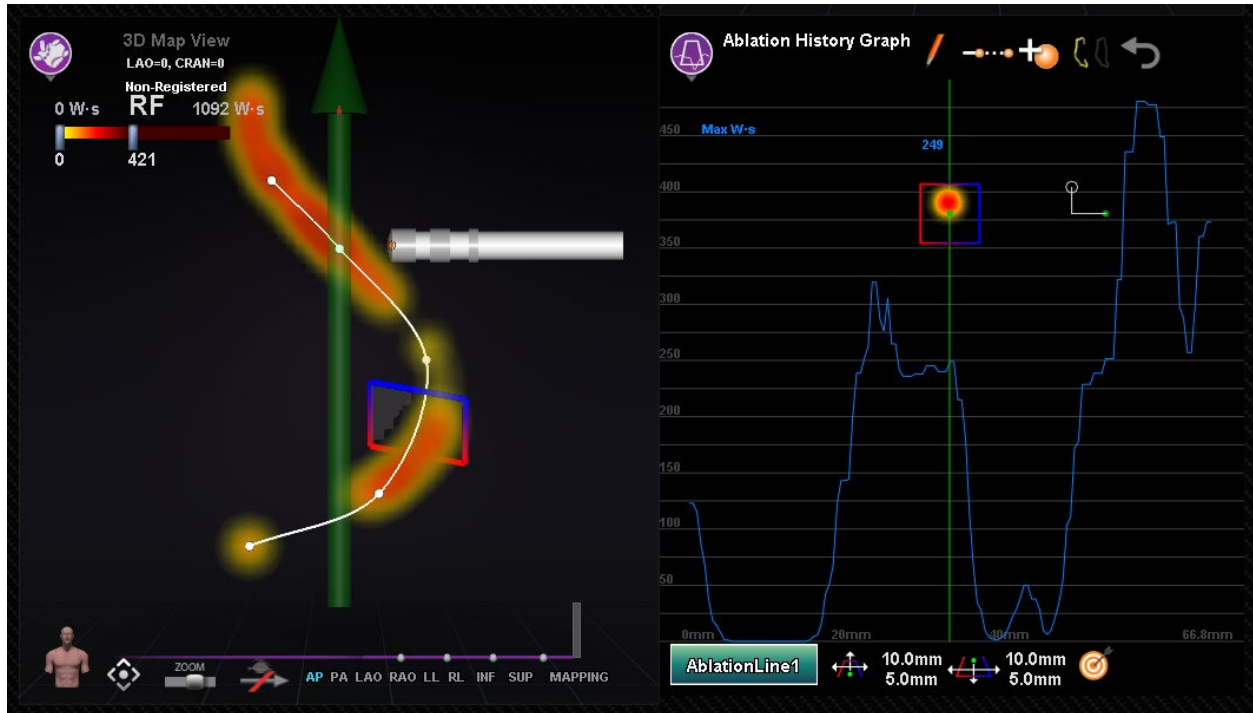 3D Map View
LAO=0, CRAN=0
Non-Registered
0 W·s RF 1092 W·s
0 421
ZOOM
AP PA LAO RAO LL RL INF SUP MAPPING
Ablation History Graph
450 Max W·s
249
400
350
300
250
200
150
100
50
0mm 20mm 40mm 66.8mm
AblationLine1 10.0mm 10.0mm
5.0mm 5.0mm